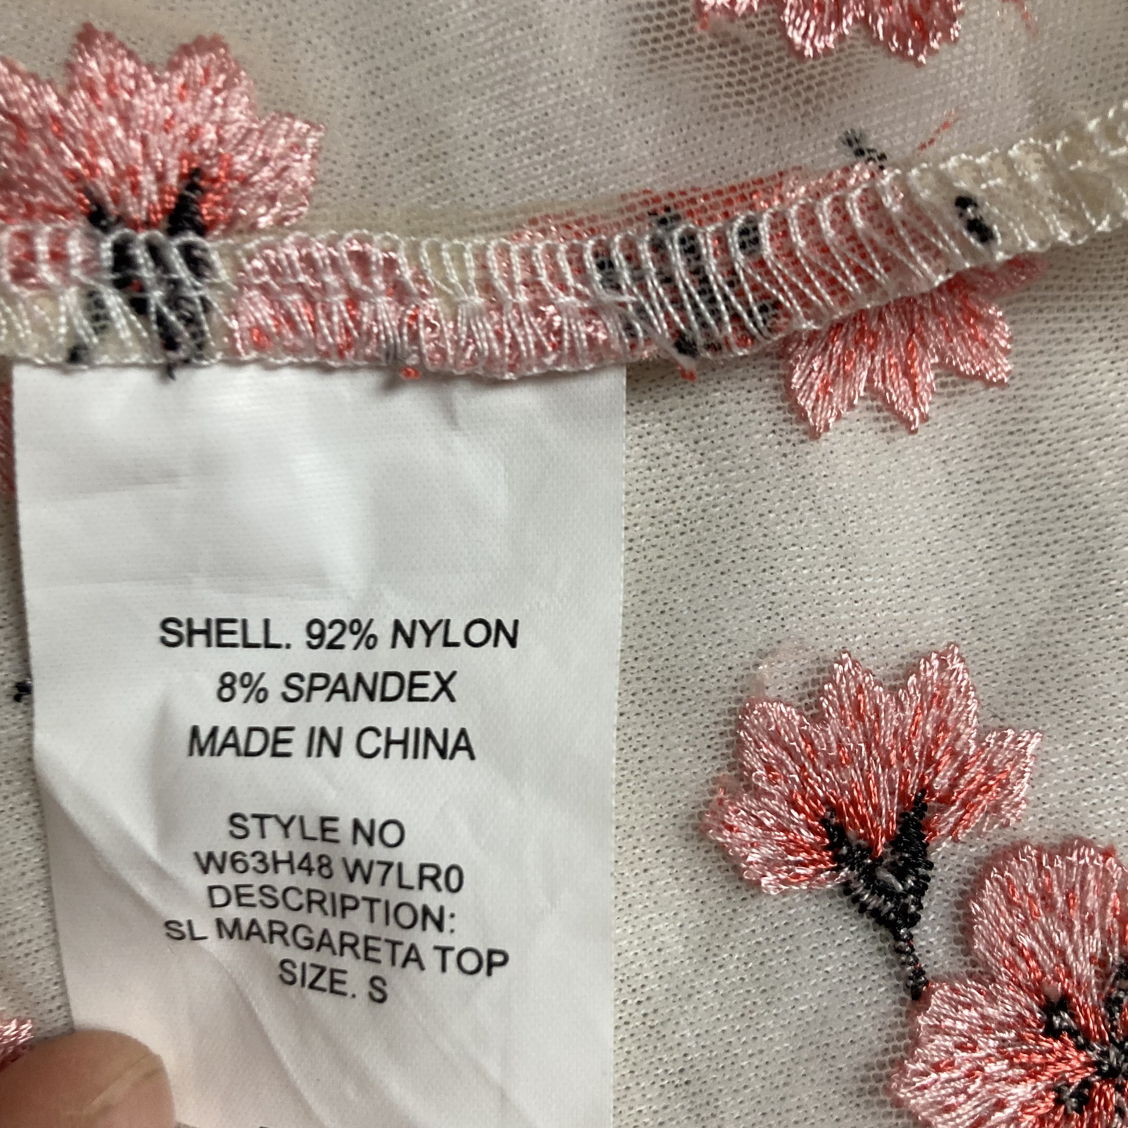 SHELL. 92% NYLON
8% SPANDEX
MADE IN CHINA
STYLE NO
W63H48 W7LR0
DESCRIPTION:
SL MARGARETA TOP
SIZE. S